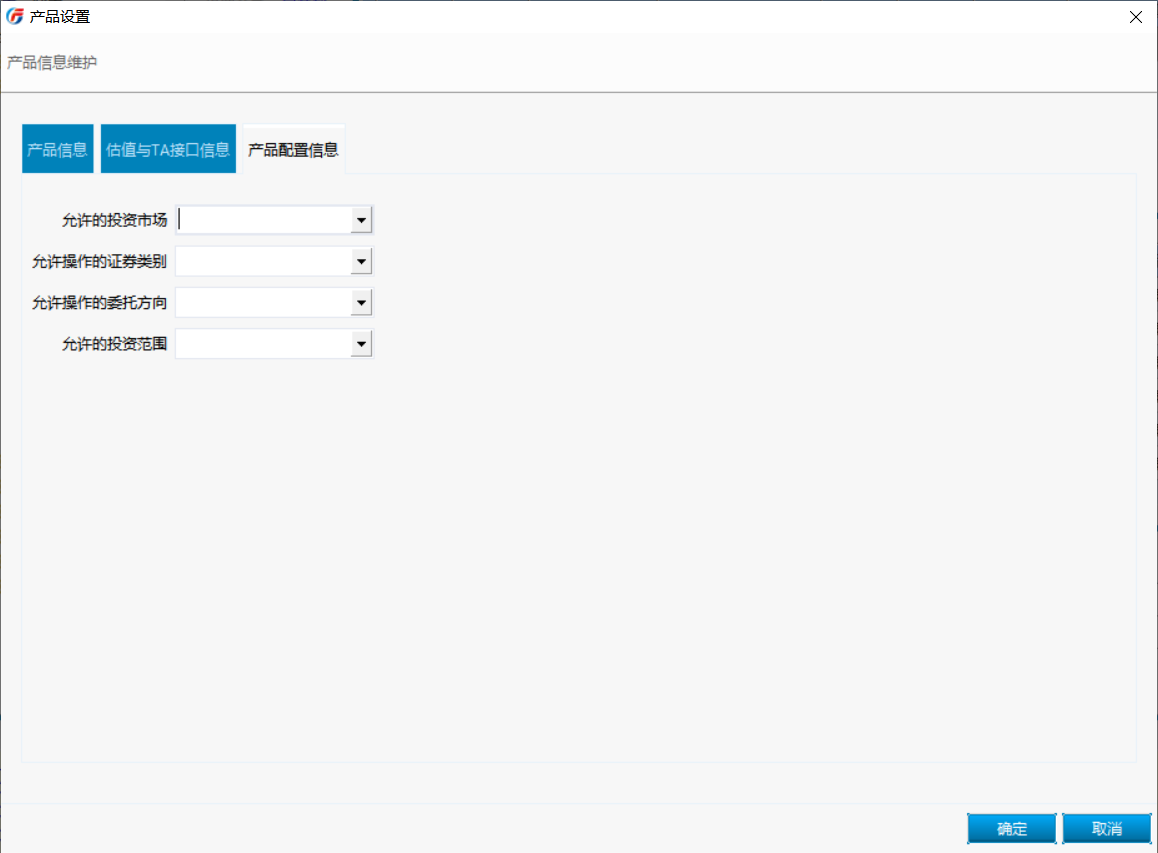 产品设置
产品信息维护
产品信息
估值与TA接口信息
产品配置信息
允许的投资市场
允许操作的证券类别
允许操作的委托方向
允许的投资范围
确定
取消